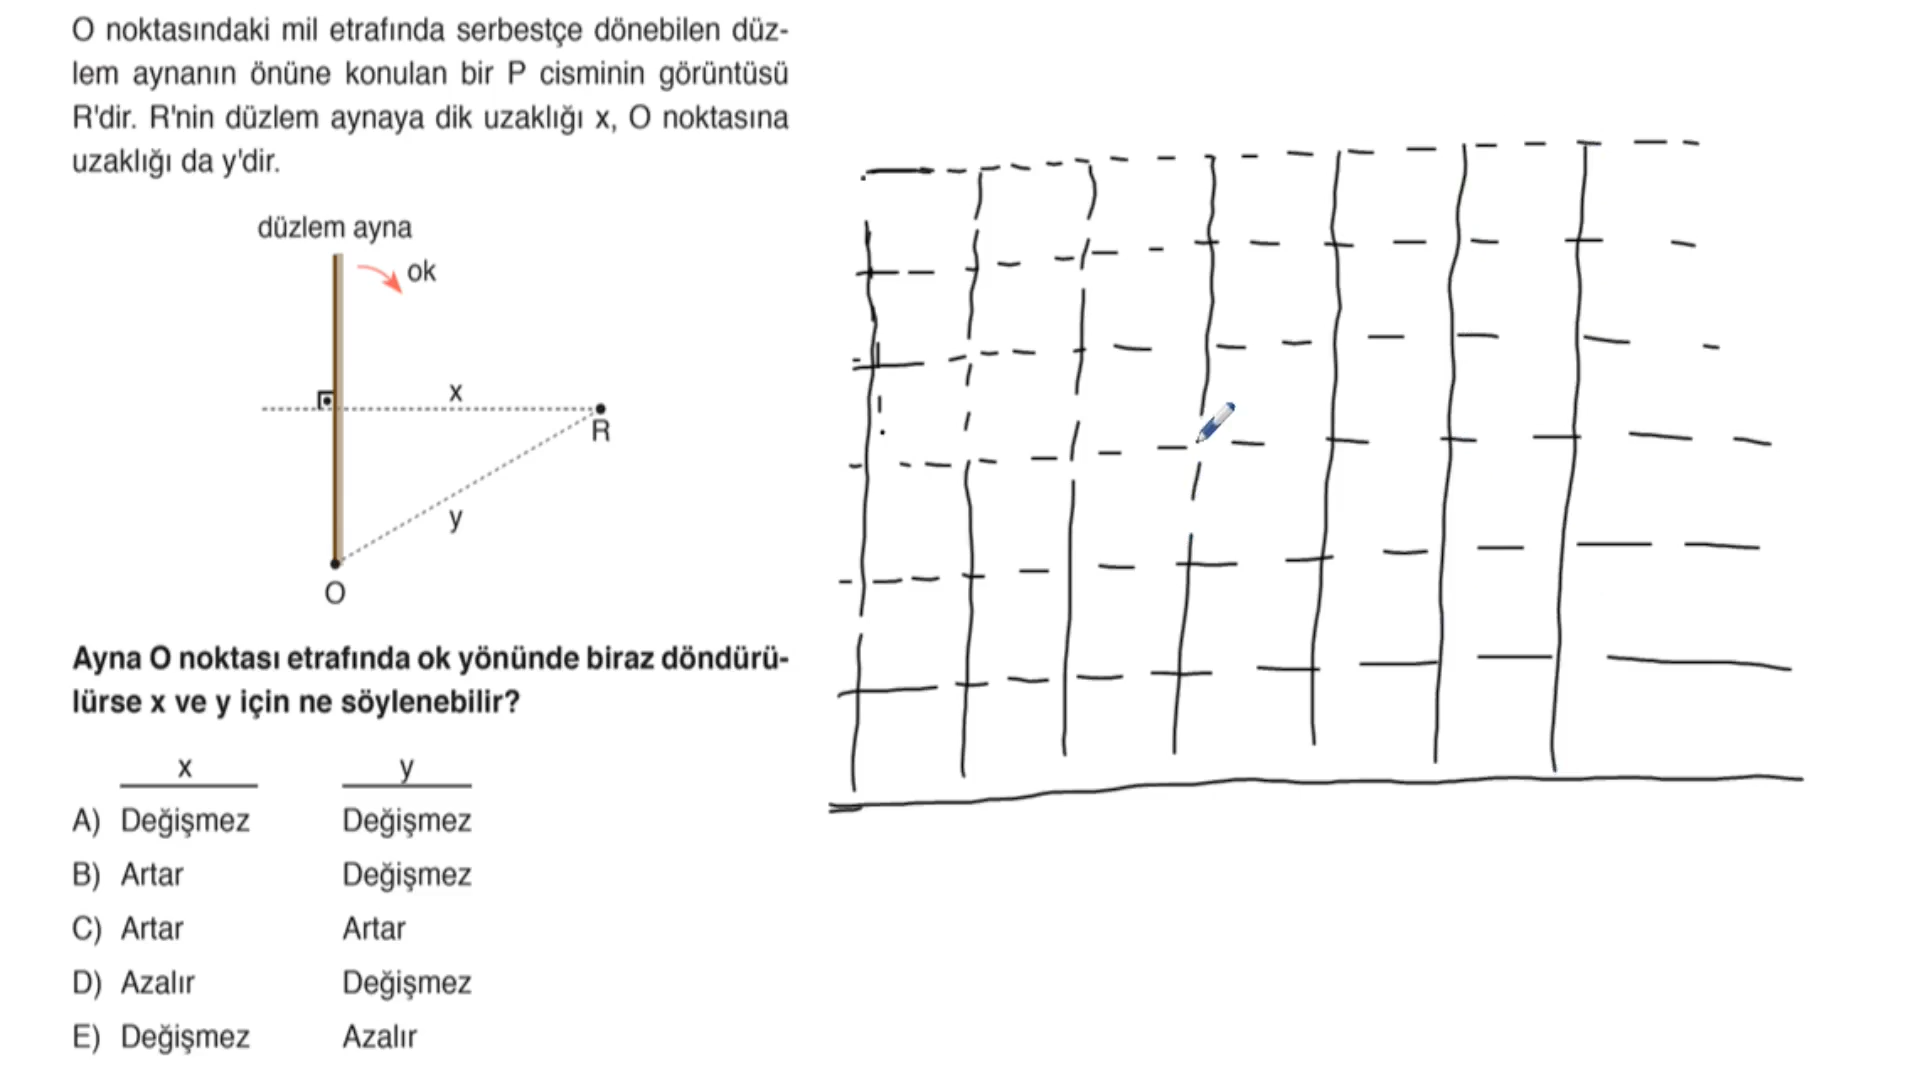 O noktasındaki mil etrafında serbestçe dönebilen düz-
lem aynanın önüne konulan bir P cisminin görüntüsü
R'dir. R'nin düzlem aynaya dik uzaklığı x, O noktasına
uzaklığı da y'dir.
düzlem ayna
ok
x
R
y
O
Ayna O noktası etrafında ok yönünde biraz döndürü-
lürse x ve y için ne söylenebilir?
x y
A) Değişmez Değişmez
B) Artar Değişmez
C) Artar Artar
D) Azalır Değişmez
E) Değişmez Azalır